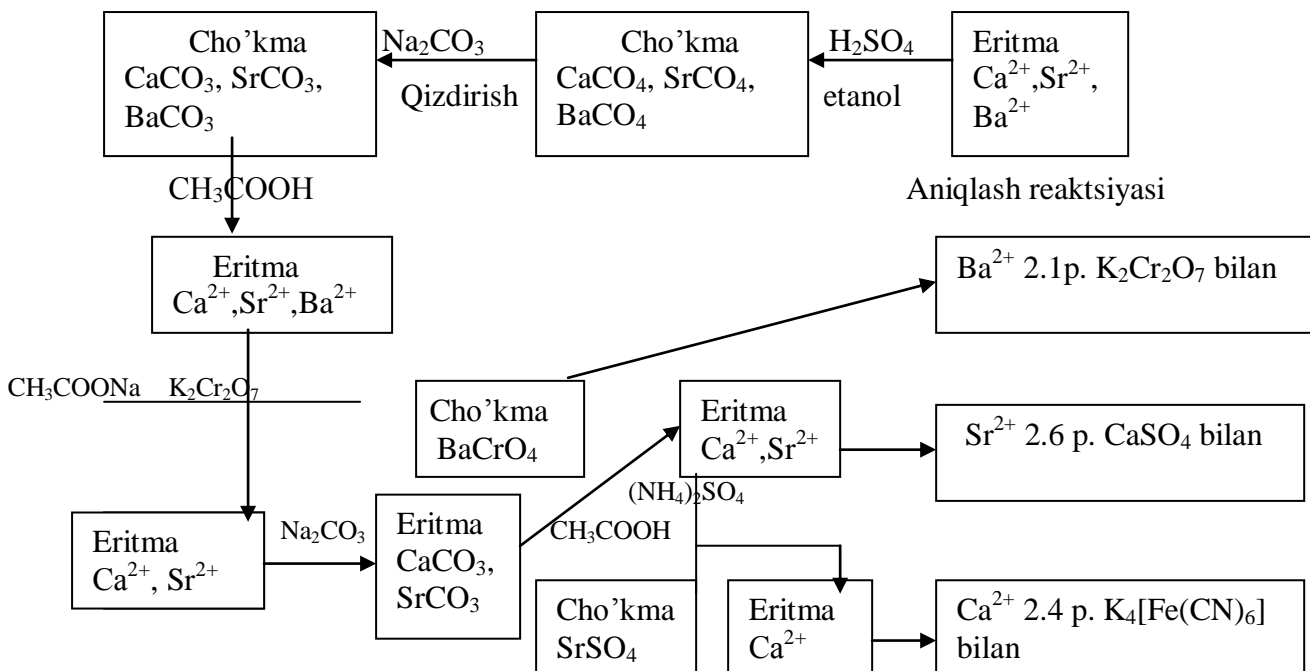 Cho’kma
CaCO₃, SrCO₃,
BaCO₃
Na₂CO₃
Qizdirish
Cho’kma
CaCO₄, SrCO₄,
BaCO₄
H₂SO₄
etanol
Eritma
Ca²⁺,Sr²⁺,
Ba²⁺
CH₃COOH
Aniqlash reaktsiyasi
Eritma
Ca²⁺,Sr²⁺,Ba²⁺
Ba²⁺ 2.1p. K₂Cr₂O₇ bilan
CH₃COONa K₂Cr₂O₇
Cho’kma
BaCrO₄
Eritma
Ca²⁺,Sr²⁺
Sr²⁺ 2.6 p. CaSO₄ bilan
(NH₄)₂SO₄
CH₃COOH
Eritma
Ca²⁺, Sr²⁺
Na₂CO₃
Eritma
CaCO₃,
SrCO₃
Cho’kma
SrSO₄
Eritma
Ca²⁺
Ca²⁺ 2.4 p. K₄[Fe(CN)₆]
bilan